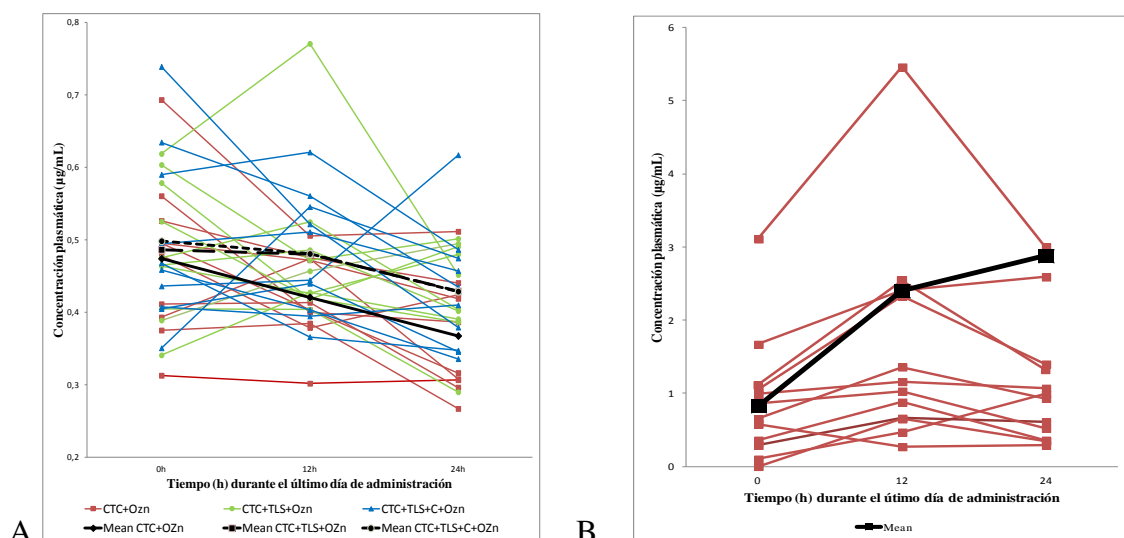 0,8
0,7
0,6
0,5
0,4
0,3
0,2
Concentración plasmática (µg/mL)
0h 12h 24h
Tiempo (h) durante el último día de administración
CTC+Ozn CTC+TLS+Ozn CTC+TLS+C+Ozn
Mean CTC+OZn Mean CTC+TLS+OZn Mean CTC+TLS+C+OZn
A
6
5
4
3
2
1
0
Concentración plasmática (µg/mL)
0 12 24
Tiempo (h) durante el útimo día de administración
Mean
B